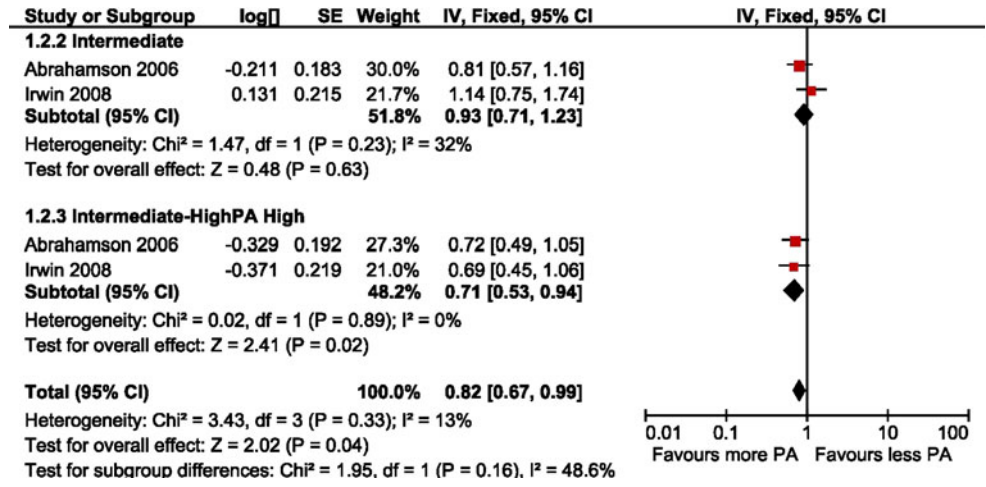 Study or Subgroup log[] SE Weight IV, Fixed, 95% CI IV, Fixed, 95% CI
1.2.2 Intermediate
Abrahamson 2006 -0.211 0.183 30.0% 0.81 [0.57, 1.16]
Irwin 2008 0.131 0.215 21.7% 1.14 [0.75, 1.74]
Subtotal (95% CI) 51.8% 0.93 [0.71, 1.23]
Heterogeneity: Chi² = 1.47, df = 1 (P = 0.23); I² = 32%
Test for overall effect: Z = 0.48 (P = 0.63)
1.2.3 Intermediate-HighPA High
Abrahamson 2006 -0.329 0.192 27.3% 0.72 [0.49, 1.05]
Irwin 2008 -0.371 0.219 21.0% 0.69 [0.45, 1.06]
Subtotal (95% CI) 48.2% 0.71 [0.53, 0.94]
Heterogeneity: Chi² = 0.02, df = 1 (P = 0.89); I² = 0%
Test for overall effect: Z = 2.41 (P = 0.02)
Total (95% CI) 100.0% 0.82 [0.67, 0.99]
Heterogeneity: Chi² = 3.43, df = 3 (P = 0.33); I² = 13%
Test for overall effect: Z = 2.02 (P = 0.04)
Test for subgroup differences: Chi² = 1.95, df = 1 (P = 0.16), I² = 48.6%
0.01 0.1 1 10 100
Favours more PA Favours less PA